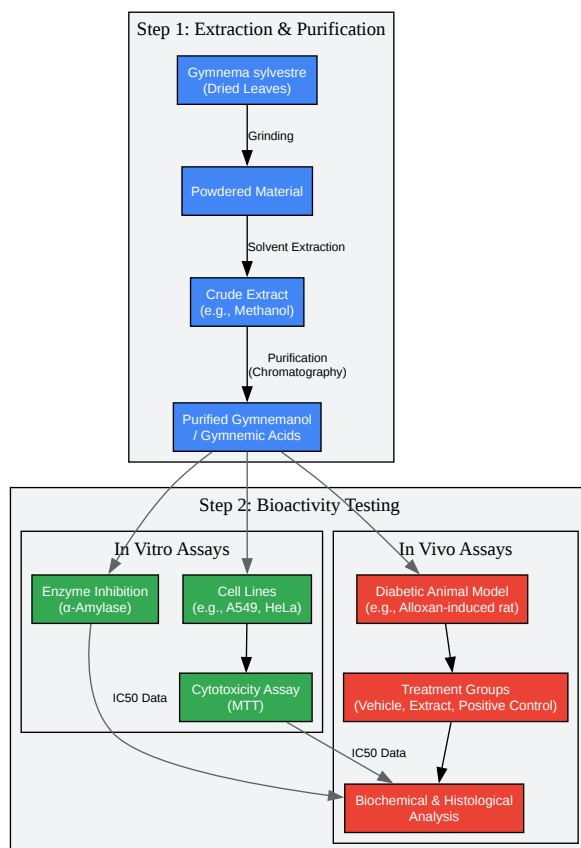 Step 1: Extraction & Purification
Gymnema sylvestre
(Dried Leaves)
Grinding
Powdered Material
Solvent Extraction
Crude Extract
(e.g., Methanol)
Purification
(Chromatography)
Purified Gymnemanol
/ Gymnemic Acids
Step 2: Bioactivity Testing
In Vitro Assays
In Vivo Assays
Enzyme Inhibition
(α-Amylase)
Cell Lines
(e.g., A549, HeLa)
Diabetic Animal Model
(e.g., Alloxan-induced rat)
IC50 Data
Cytotoxicity Assay
(MTT)
Treatment Groups
(Vehicle, Extract, Positive Control)
IC50 Data
Biochemical & Histological
Analysis